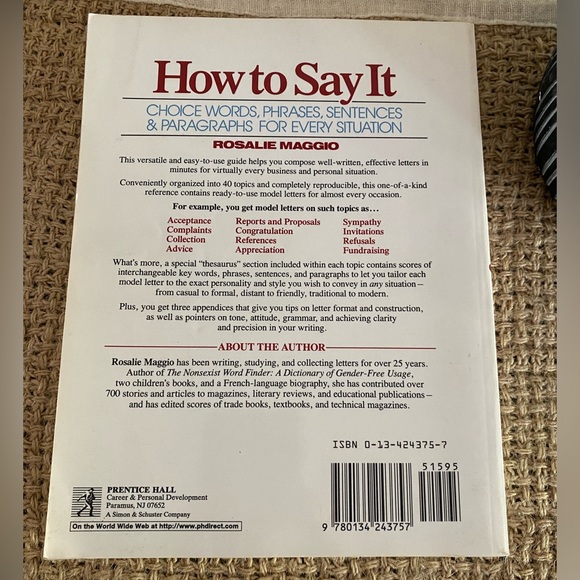 How to Say It
CHOICE WORDS, PHRASES, SENTENCES
& PARAGRAPHS FOR EVERY SITUATION
ROSALIE MAGGIO
This versatile and easy-to-use guide helps you compose well-written, effective letters in
minutes for virtually every business and personal situation.
Conveniently organized into 40 topics and completely reproducible, this one-of-a-kind
reference contains ready-to-use model letters for almost every occasion.
For example, you get model letters on such topics as...
Acceptance Reports and Proposals Sympathy
Complaints Congratulation Invitations
Collection References Refusals
Advice Appreciation Fundraising
What's more, a special "thesaurus" section included within each topic contains scores of
interchangeable key words, phrases, sentences, and paragraphs to let you tailor each
model letter to the exact personality and style you wish to convey in any situation—
from casual to formal, distant to friendly, traditional to modern.
Plus, you get three appendices that give you tips on letter format and construction,
as well as pointers on tone, attitude, grammar, and achieving clarity
and precision in your writing.
ABOUT THE AUTHOR
Rosalie Maggio has been writing, studying, and collecting letters for over 25 years.
Author of The Nonsexist Word Finder: A Dictionary of Gender-Free Usage,
two children's books, and a French-language biography, she has contributed over
700 stories and articles to magazines, literary reviews, and educational publications—
and has edited scores of trade books, textbooks, and technical magazines.
ISBN 0-13-424375-7
51595
9 780134 243757
PRENTICE HALL
Career & Personal Development
Paramus, NJ 07652
A Simon & Schuster Company
On the World Wide Web at http://www.phdirect.com